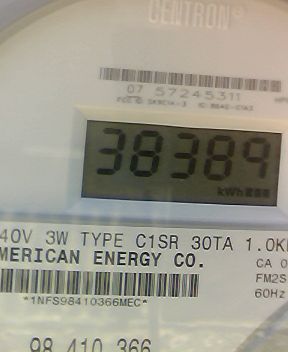 CENTRON®
07 57245311
38389
kWh
40V 3W TYPE C1SR 30TA 1.0K
MERICAN ENERGY CO.
CA 0
FM2S
60Hz
*1NFS98410366MEC*
98 410 366